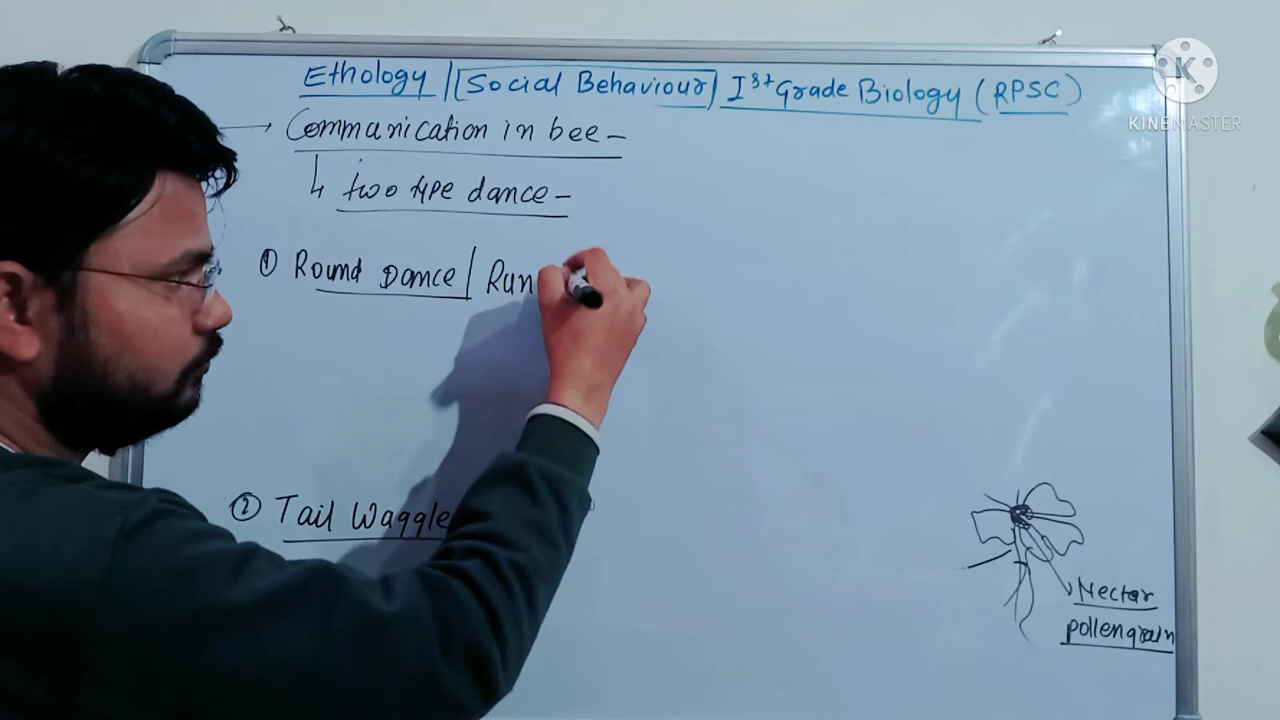 Ethology / [Social Behaviour] Ist Grade Biology (RPSC)
K
KINEMASTER
→ Communication in bee -
↳ two type dance -
① Round Dance / Run
② Tail Waggle
Nectar
pollengrain